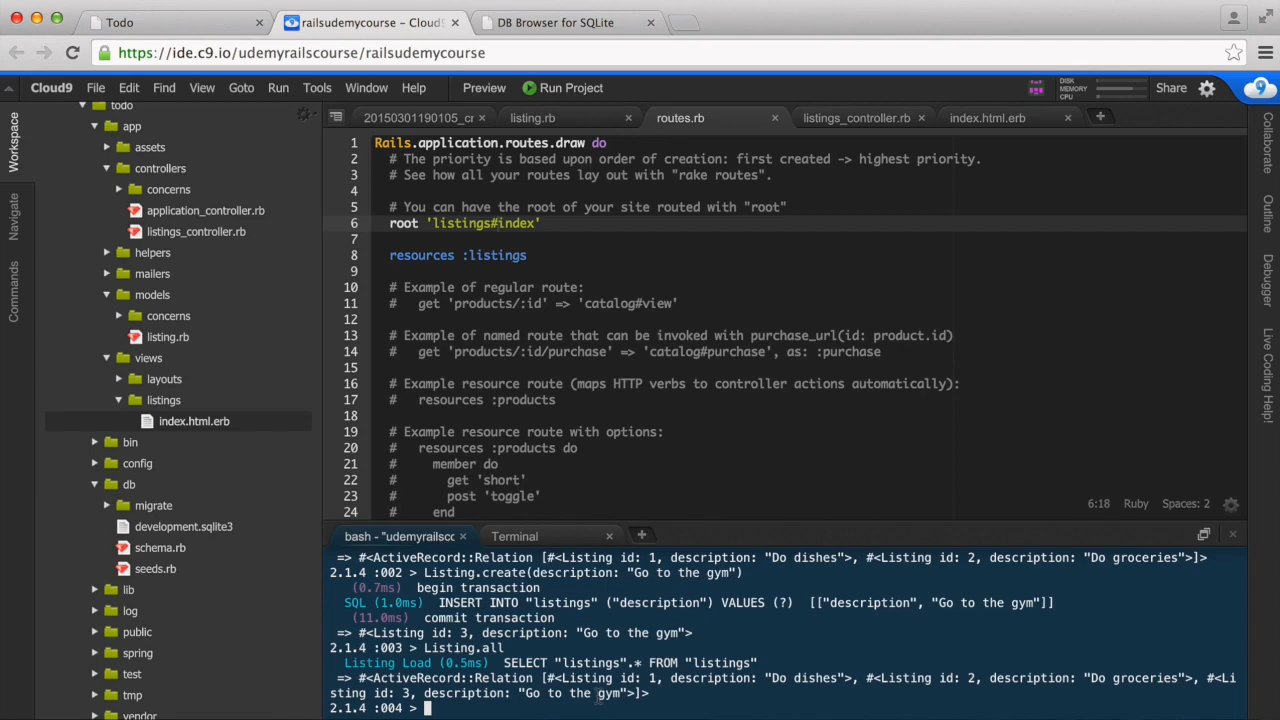 Todo
railsudemycourse – Cloud9
DB Browser for SQLite
https://ide.c9.io/udemyrailscourse/railsudemycourse
Cloud9 File Edit Find View Goto Run Tools Window Help Preview Run Project
DISK
MEMORY
CPU
Share
Workspace
Navigate
Commands
todo
app
assets
controllers
concerns
application_controller.rb
listings_controller.rb
helpers
mailers
models
concerns
listing.rb
views
layouts
listings
index.html.erb
bin
config
db
migrate
development.sqlite3
schema.rb
seeds.rb
lib
log
public
spring
test
tmp
vendor
20150301190105_cr
listing.rb
routes.rb
listings_controller.rb
index.html.erb
1 Rails.application.routes.draw do
2 # The priority is based upon order of creation: first created -> highest priority.
3 # See how all your routes lay out with "rake routes".
4
5 # You can have the root of your site routed with "root"
6 root 'listings#index'
7
8 resources :listings
9
10 # Example of regular route:
11 # get 'products/:id' => 'catalog#view'
12
13 # Example of named route that can be invoked with purchase_url(id: product.id)
14 # get 'products/:id/purchase' => 'catalog#purchase', as: :purchase
15
16 # Example resource route (maps HTTP verbs to controller actions automatically):
17 # resources :products
18
19 # Example resource route with options:
20 # resources :products do
21 # member do
22 # get 'short'
23 # post 'toggle'
24 # end
6:18 Ruby Spaces: 2
Collaborate
Outline
Debugger
Live Coding Help!
bash - "udemyrailsc
Terminal
=> #<ActiveRecord::Relation [#<Listing id: 1, description: "Do dishes">, #<Listing id: 2, description: "Do groceries">]>
2.1.4 :002 > Listing.create(description: "Go to the gym")
(0.7ms) begin transaction
SQL (1.0ms) INSERT INTO "listings" ("description") VALUES (?) [["description", "Go to the gym"]]
(11.0ms) commit transaction
=> #<Listing id: 3, description: "Go to the gym">
2.1.4 :003 > Listing.all
Listing Load (0.5ms) SELECT "listings".* FROM "listings"
=> #<ActiveRecord::Relation [#<Listing id: 1, description: "Do dishes">, #<Listing id: 2, description: "Do groceries">, #<Li
sting id: 3, description: "Go to the gym">]>
2.1.4 :004 >